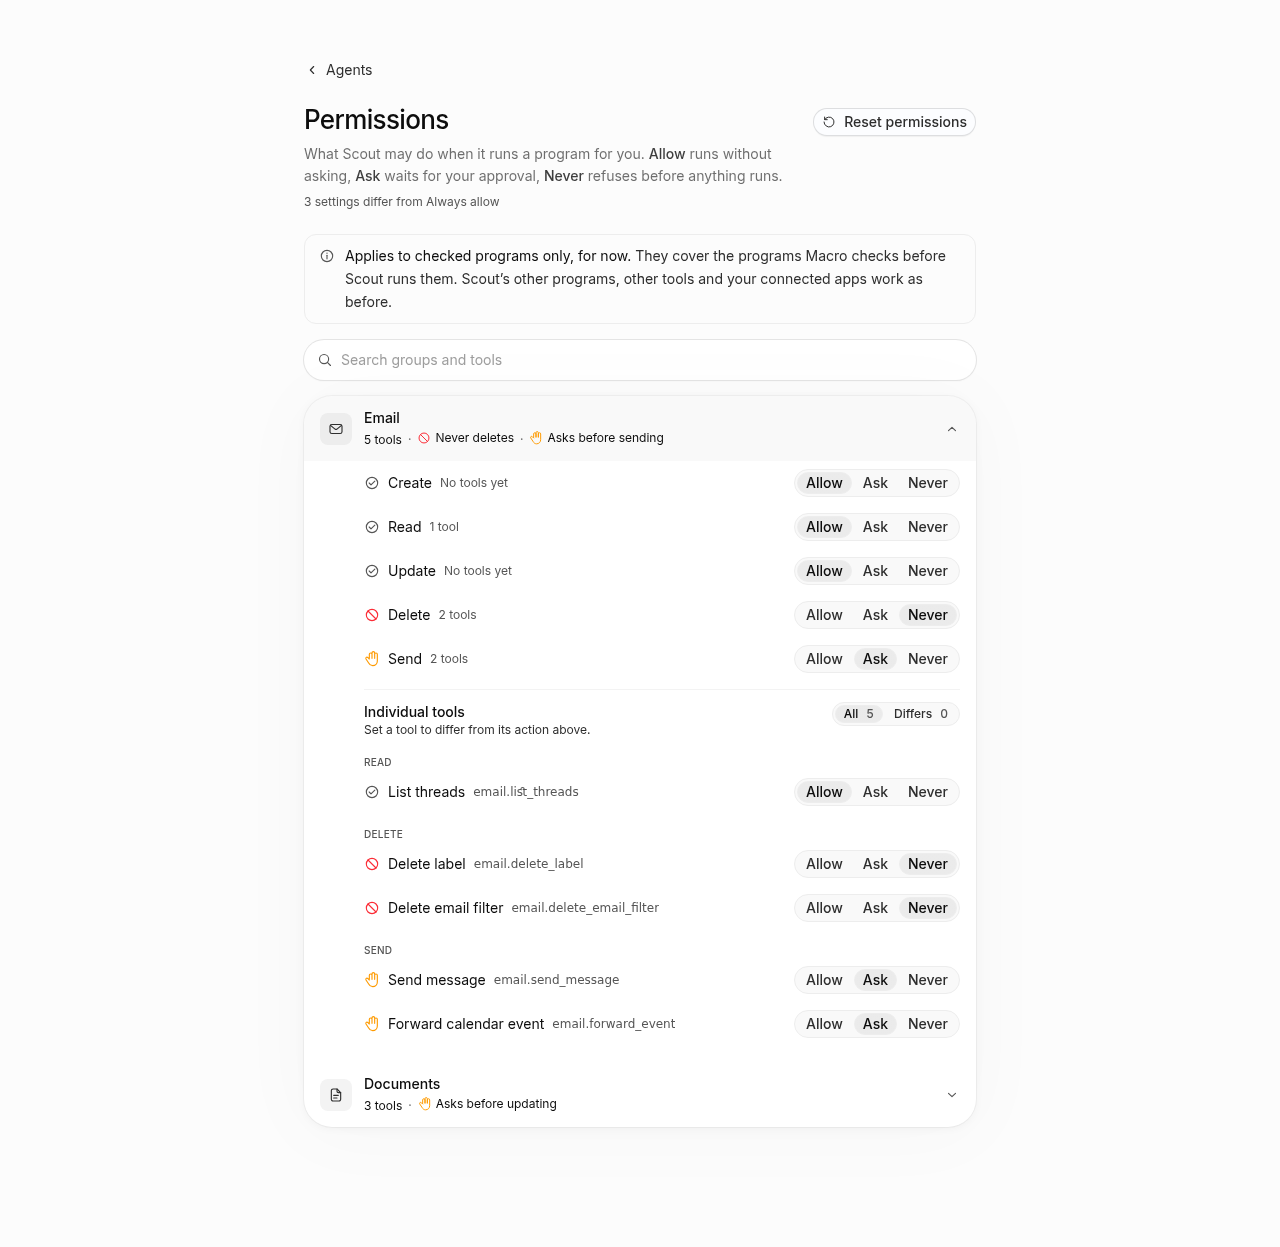 Agents
Permissions
Reset permissions
What Scout may do when it runs a program for you. Allow runs without
asking, Ask waits for your approval, Never refuses before anything runs.
3 settings differ from Always allow
Applies to checked programs only, for now. They cover the programs Macro checks before
Scout runs them. Scout’s other programs, other tools and your connected apps work as
before.
Search groups and tools
Email
5 tools · Never deletes · Asks before sending
Create No tools yet Allow Ask Never
Read 1 tool Allow Ask Never
Update No tools yet Allow Ask Never
Delete 2 tools Allow Ask Never
Send 2 tools Allow Ask Never
Individual tools All 5 Differs 0
Set a tool to differ from its action above.
READ
List threads email.list_threads Allow Ask Never
DELETE
Delete label email.delete_label Allow Ask Never
Delete email filter email.delete_email_filter Allow Ask Never
SEND
Send message email.send_message Allow Ask Never
Forward calendar event email.forward_event Allow Ask Never
Documents
3 tools · Asks before updating